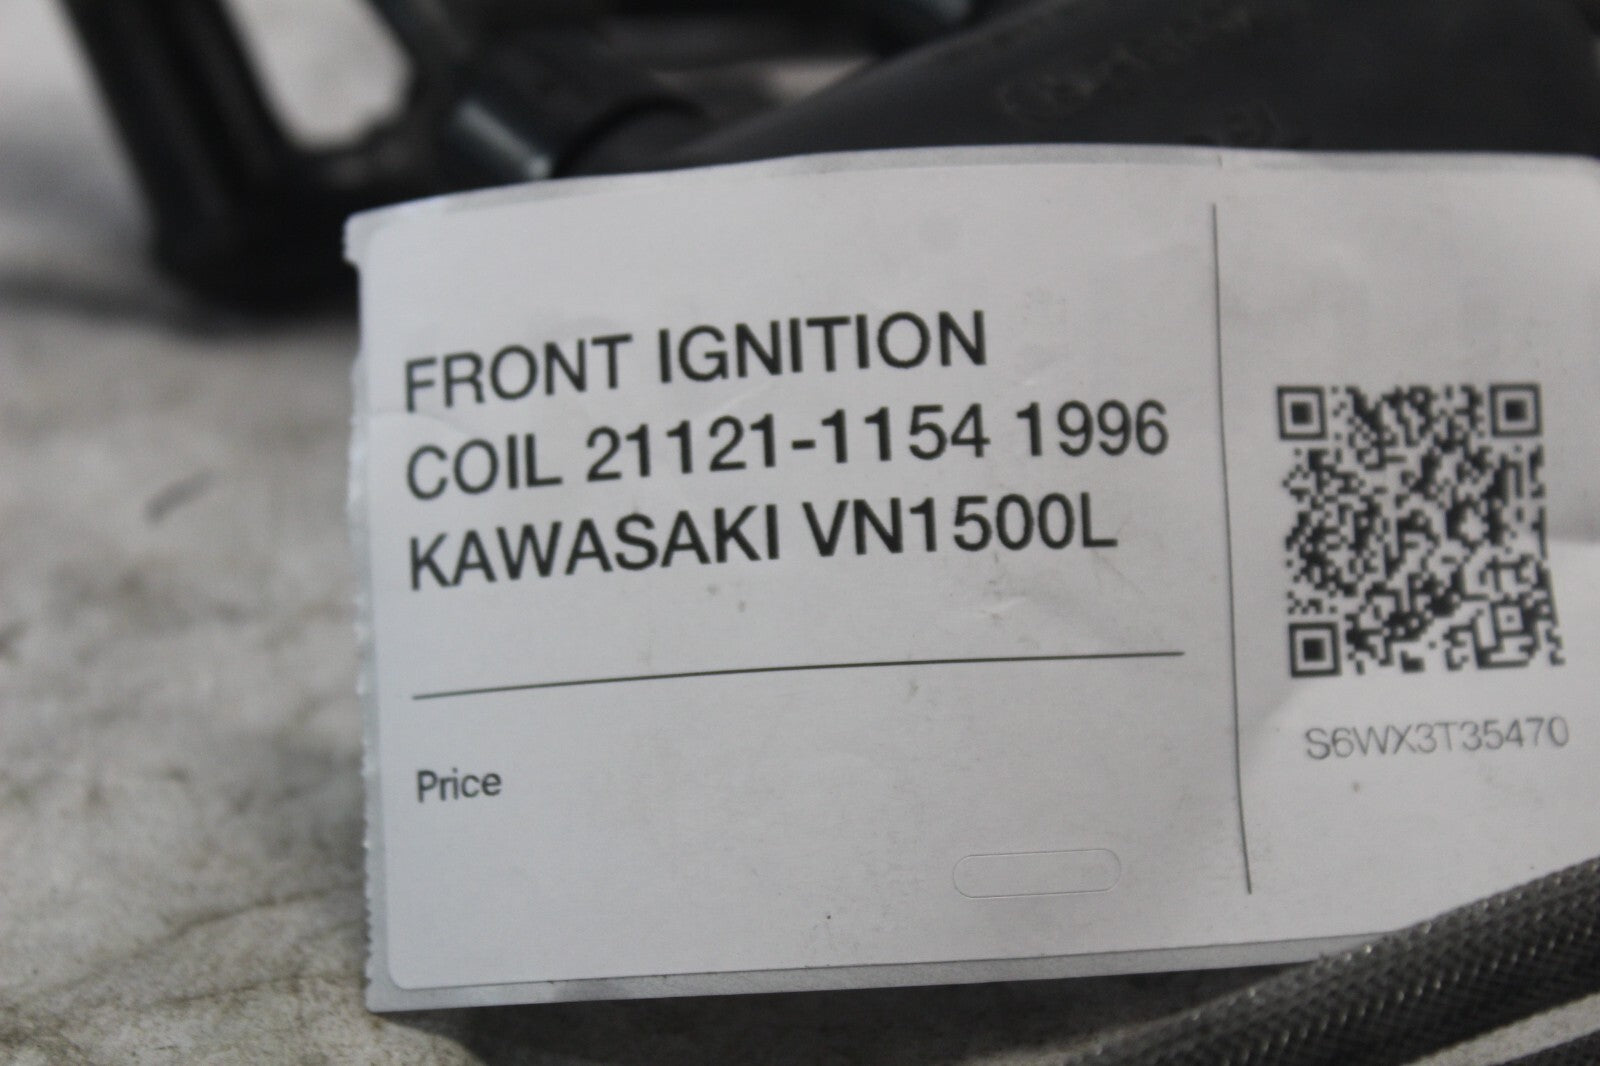 FRONT IGNITION
COIL 21121-1154 1996
KAWASAKI VN1500L
Price
S6WX3T35470